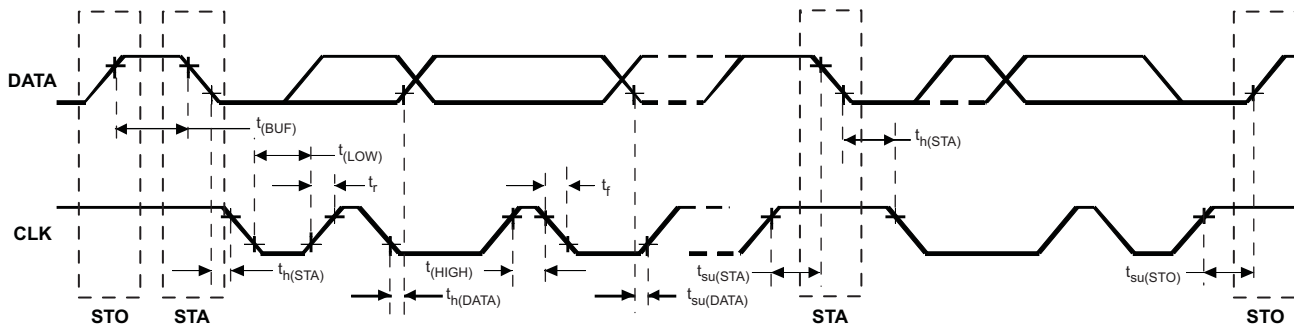 DATA
t(BUF)
t(LOW)
th(STA)
tr
tf
CLK
th(STA)
t(HIGH)
th(DATA)
tsu(DATA)
tsu(STA)
tsu(STO)
STO
STA
STA
STO